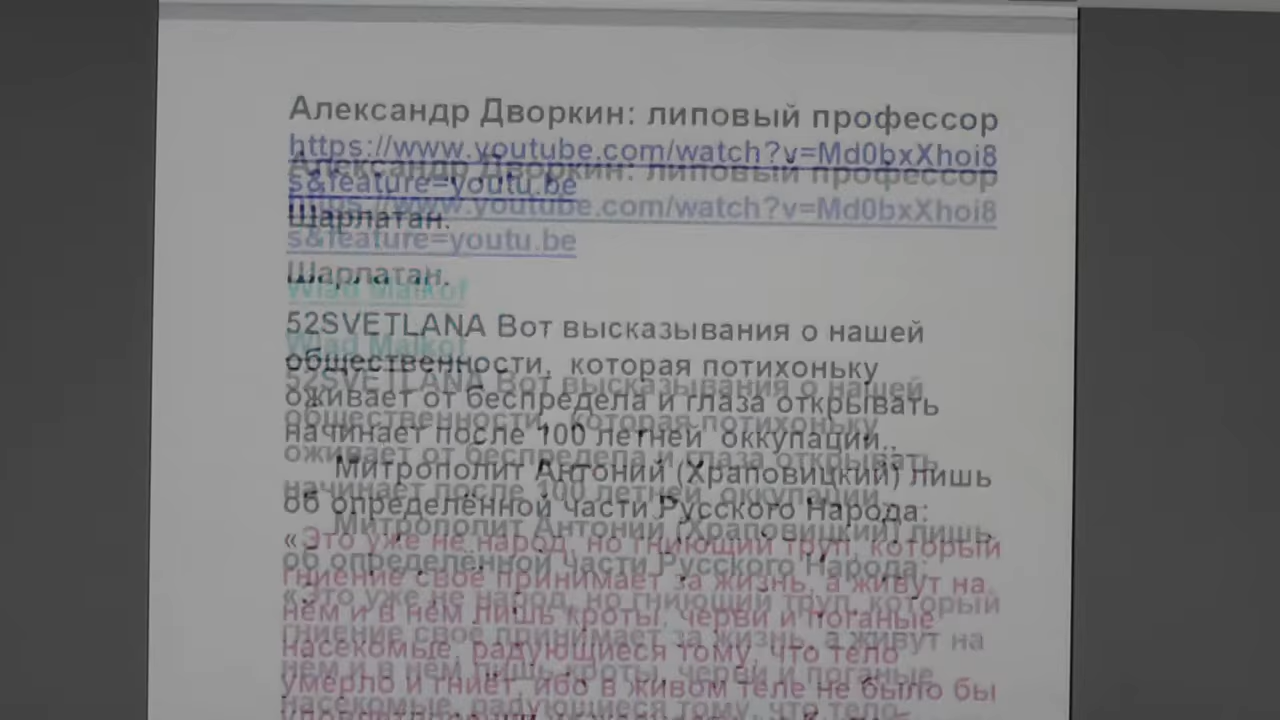 Александр Дворкин: липовый профессор
https://www.youtube.com/watch?v=Md0bxXhoi8
s&feature=youtu.be
Шарлатан.
Wlad Malkof
52SVETLANA Вот высказывания о нашей
общественности, которая потихоньку
оживает от беспредела и глаза открывать
начинает после 100 летней оккупации..
Митрополит Антоний (Храповицкий) лишь
об определённой части Русского Народа:
«Это уже не народ, но гниющий труп, который
гниение своё принимает за жизнь, а живут на
нём и в нём лишь кроты, черви и поганые
насекомые, радующиеся тому, что тело
умерло и гниёт, ибо в живом теле не было бы